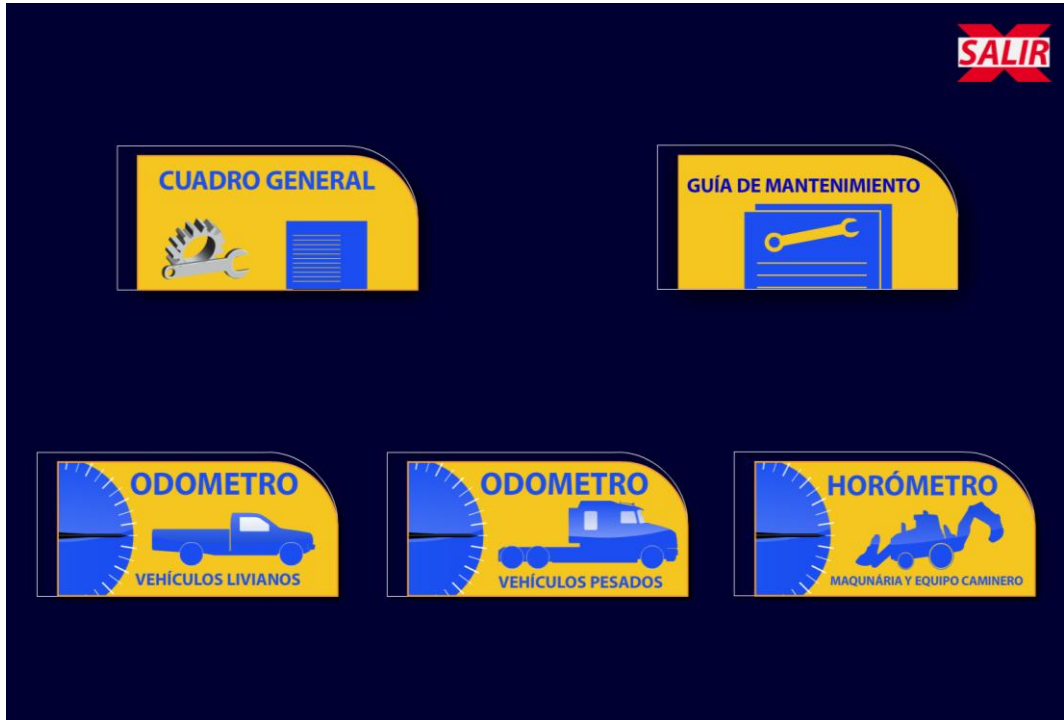 SALIR
CUADRO GENERAL
GUÍA DE MANTENIMIENTO
ODOMETRO
VEHÍCULOS LIVIANOS
ODOMETRO
VEHÍCULOS PESADOS
HORÓMETRO
MAQUNÁRIA Y EQUIPO CAMINERO